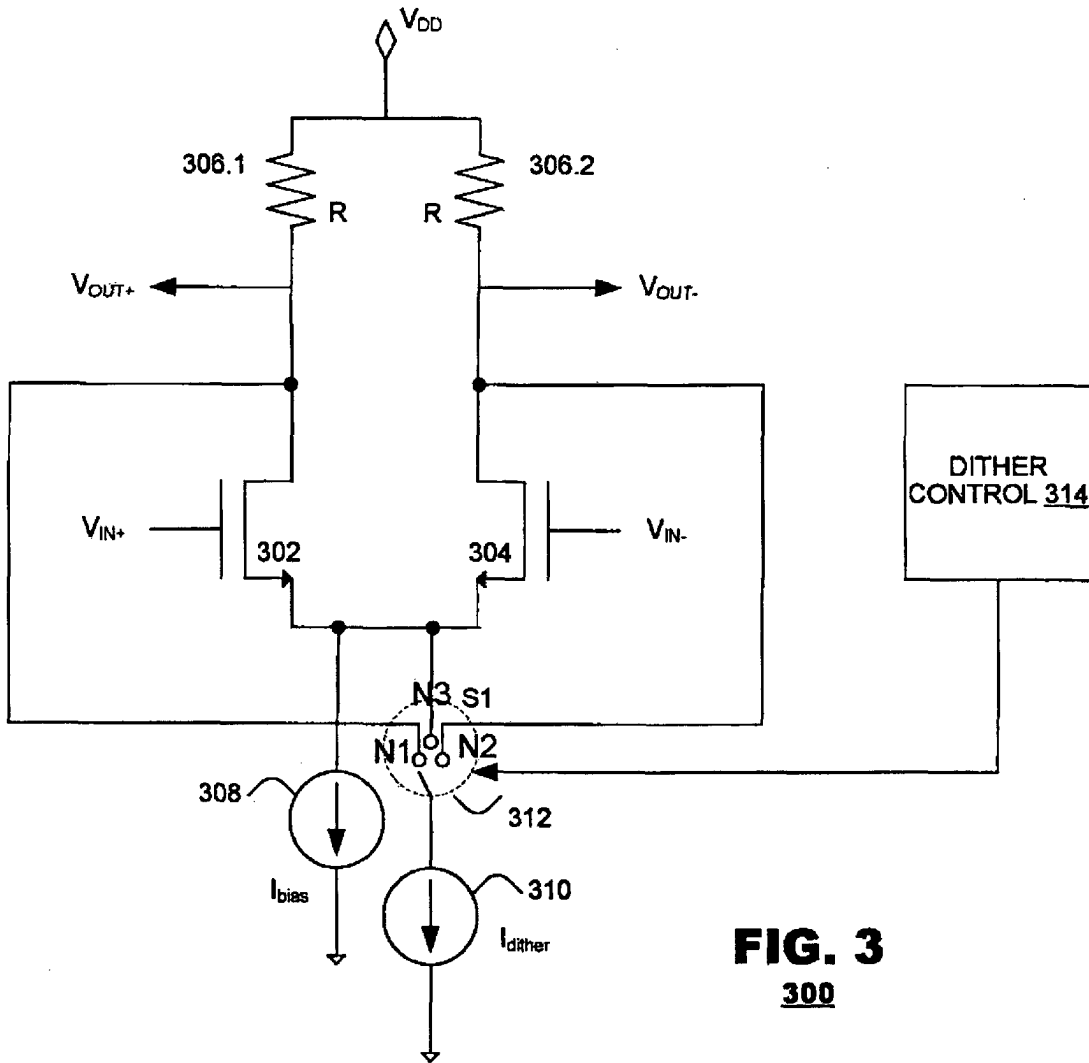 VDD
306.1
306.2
R
R
VOUT+
VOUT-
DITHER
CONTROL 314
VIN+
302
304
VIN-
N3
S1
N1
N2
308
312
Ibias
310
Idither
FIG. 3
300